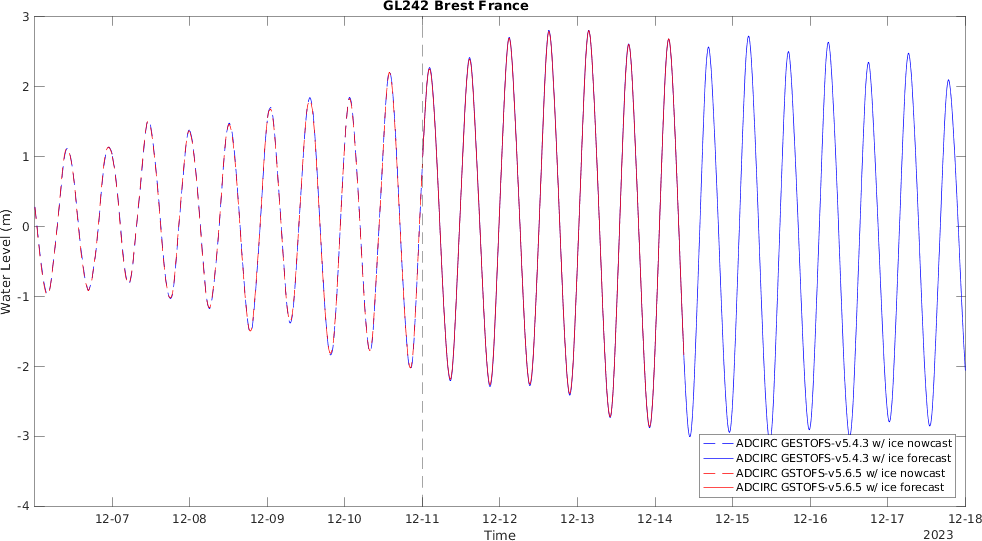 GL242 Brest France
3
2
1
0
-1
-2
-3
-4
Water Level (m)
ADCIRC GESTOFS-v5.4.3 w/ ice nowcast
ADCIRC GESTOFS-v5.4.3 w/ ice forecast
ADCIRC GSTOFS-v5.6.5 w/ ice nowcast
ADCIRC GSTOFS-v5.6.5 w/ ice forecast
12-07 12-08 12-09 12-10 12-11 12-12 12-13 12-14 12-15 12-16 12-17 12-18
Time
2023